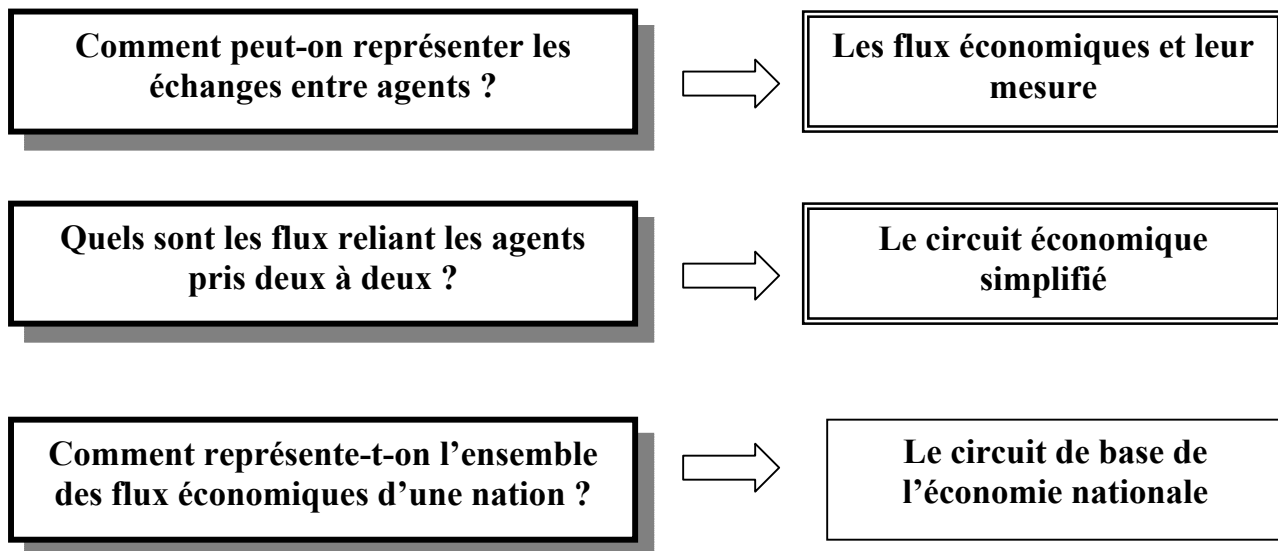 Comment peut-on représenter les
échanges entre agents ?
Les flux économiques et leur
mesure
Quels sont les flux reliant les agents
pris deux à deux ?
Le circuit économique
simplifié
Comment représente-t-on l’ensemble
des flux économiques d’une nation ?
Le circuit de base de
l’économie nationale